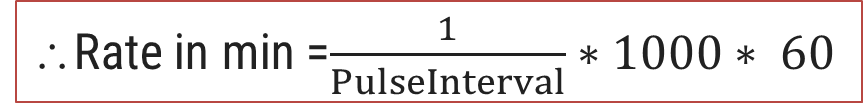 ∴ Rate in min = 1/PulseInterval * 1000 * 60